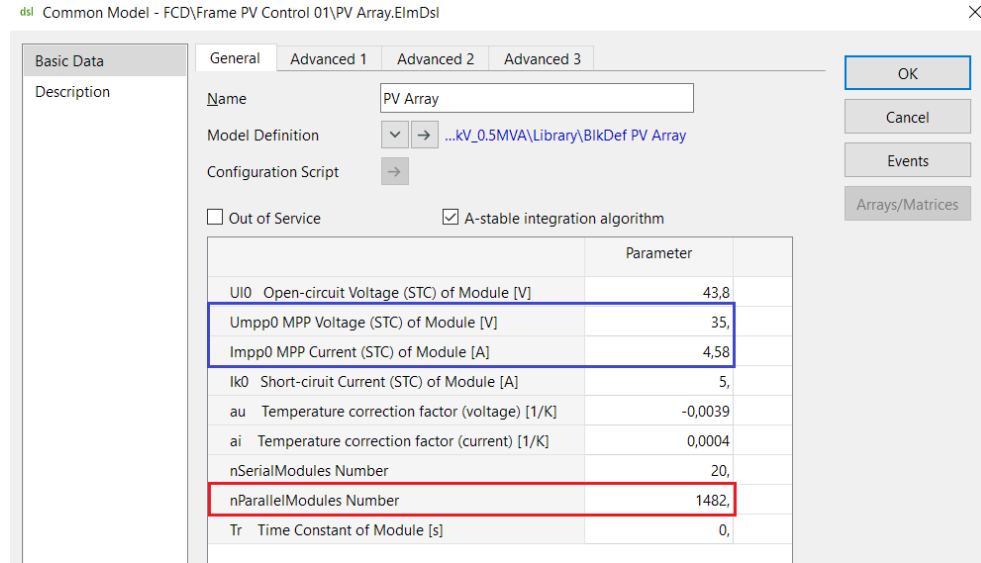 dsl Common Model - FCD\Frame PV Control 01\PV Array.ElmDsl
Basic Data
Description
General Advanced 1 Advanced 2 Advanced 3
Name PV Array
Model Definition ...kV_0.5MVA\Library\BlkDef PV Array
Configuration Script
Out of Service A-stable integration algorithm
Parameter
Ul0 Open-circuit Voltage (STC) of Module [V] 43,8
Umpp0 MPP Voltage (STC) of Module [V] 35,
Impp0 MPP Current (STC) of Module [A] 4,58
Ik0 Short-ciruit Current (STC) of Module [A] 5,
au Temperature correction factor (voltage) [1/K] -0,0039
ai Temperature correction factor (current) [1/K] 0,0004
nSerialModules Number 20,
nParallelModules Number 1482,
Tr Time Constant of Module [s] 0,
OK
Cancel
Events
Arrays/Matrices